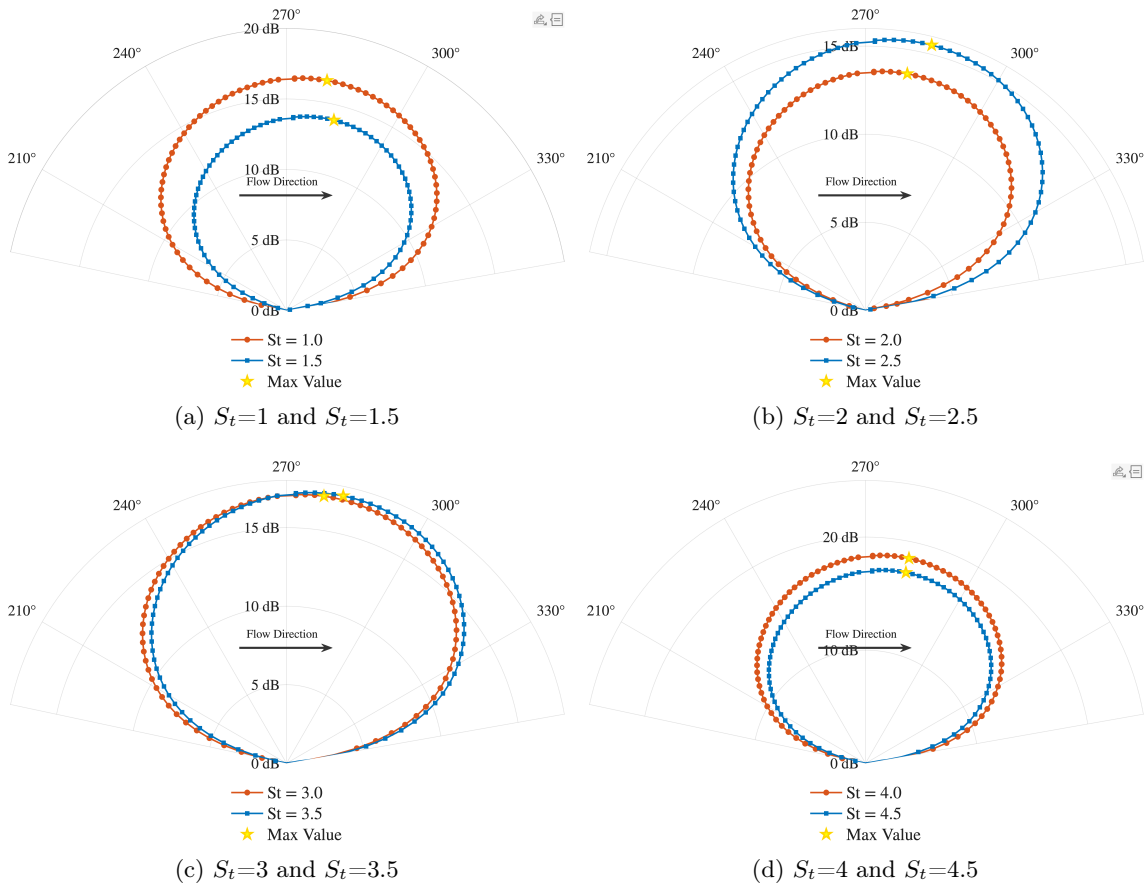 270°
20 dB
240°
300°
15 dB
210°
330°
10 dB
Flow Direction
5 dB
0 dB
St = 1.0
St = 1.5
Max Value
(a) St=1 and St=1.5
270°
240°
300°
15 dB
10 dB
210°
330°
Flow Direction
5 dB
0 dB
St = 2.0
St = 2.5
Max Value
(b) St=2 and St=2.5
270°
240°
300°
15 dB
10 dB
210°
330°
Flow Direction
5 dB
0 dB
St = 3.0
St = 3.5
Max Value
(c) St=3 and St=3.5
270°
240°
300°
20 dB
210°
330°
Flow Direction
10 dB
0 dB
St = 4.0
St = 4.5
Max Value
(d) St=4 and St=4.5